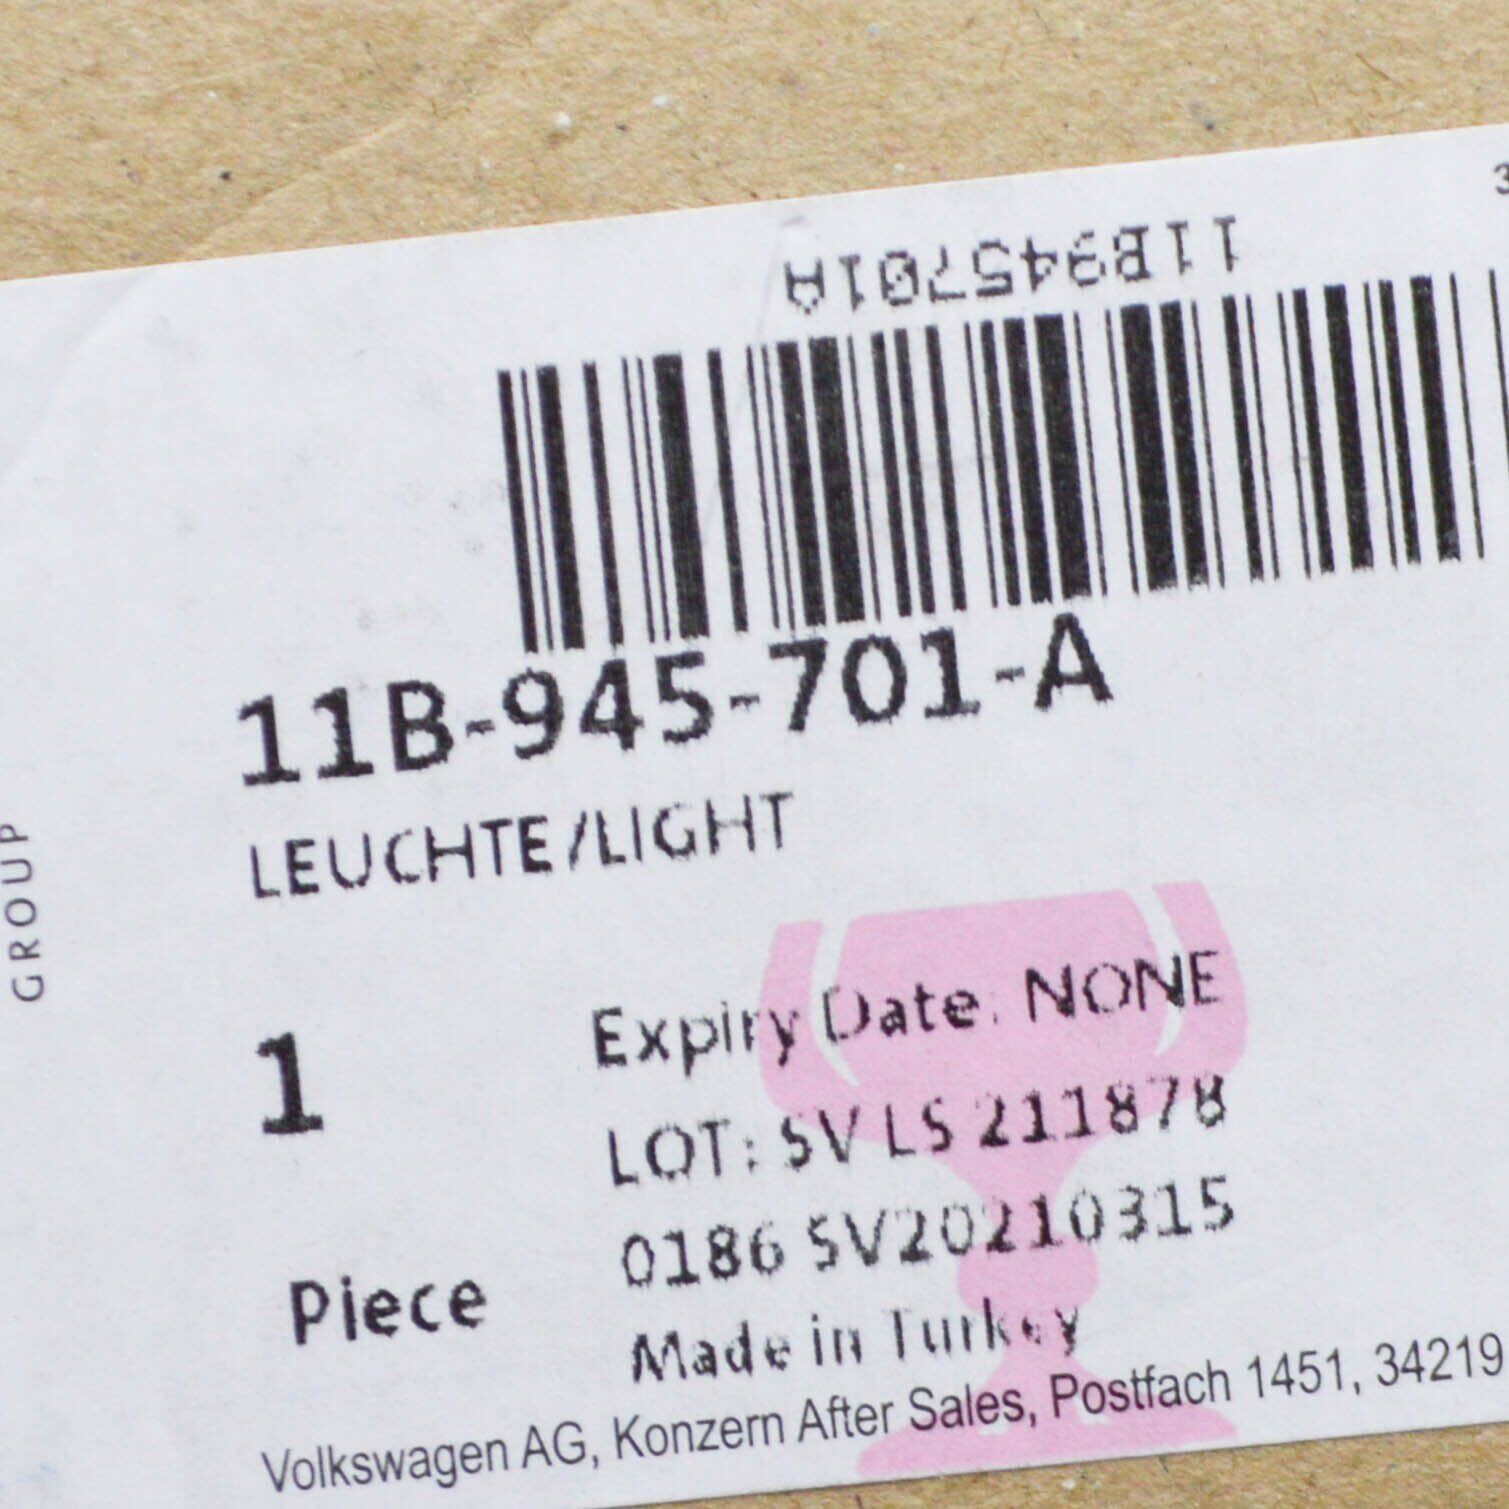 3
11B945701A
11B-945-701-A
LEUCHTE/LIGHT
GROUP
1
Expiry Date: NONE
LOT: SV LS 211878
0186 SV20210315
Piece
Made in Turkey
Volkswagen AG, Konzern After Sales, Postfach 1451, 34219